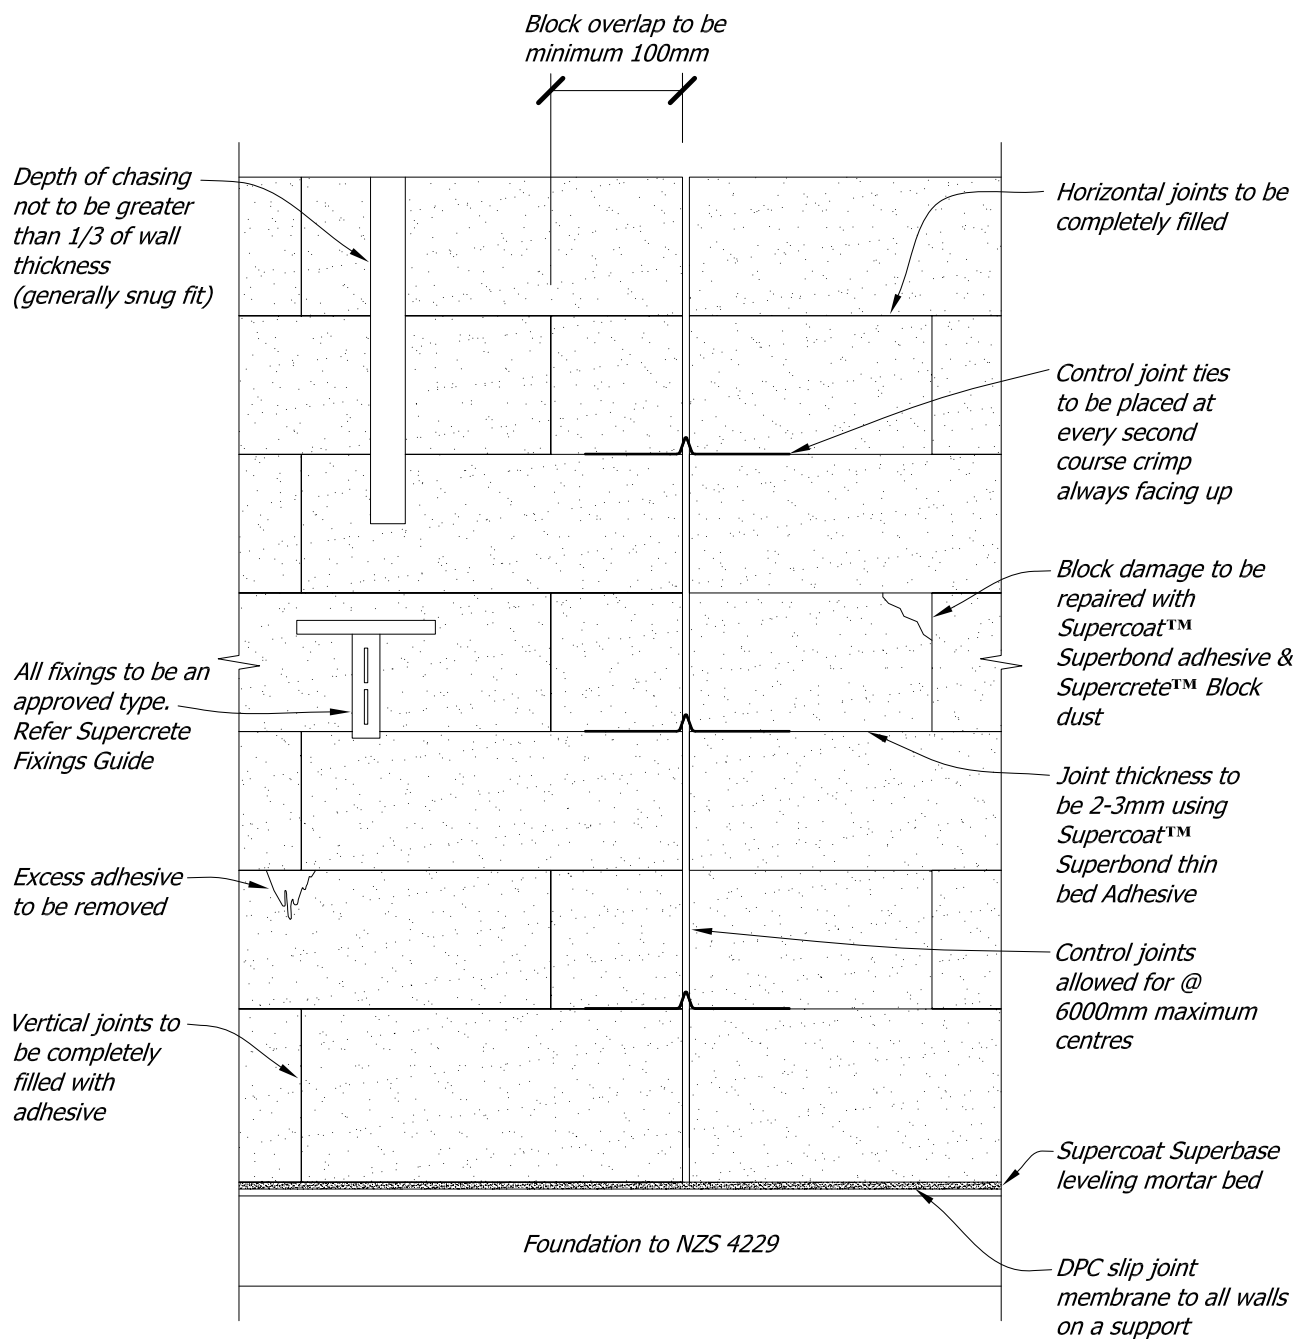 Block overlap to be
minimum 100mm
Depth of chasing
not to be greater
than 1/3 of wall
thickness
(generally snug fit)
Horizontal joints to be
completely filled
Control joint ties
to be placed at
every second
course crimp
always facing up
Block damage to be
repaired with
Supercoat™
Superbond adhesive &
Supercrete™ Block
dust
All fixings to be an
approved type.
Refer Supercrete
Fixings Guide
Joint thickness to
be 2-3mm using
Supercoat™
Superbond thin
bed Adhesive
Excess adhesive
to be removed
Control joints
allowed for @
6000mm maximum
centres
Vertical joints to
be completely
filled with
adhesive
Supercoat Superbase
leveling mortar bed
Foundation to NZS 4229
DPC slip joint
membrane to all walls
on a support